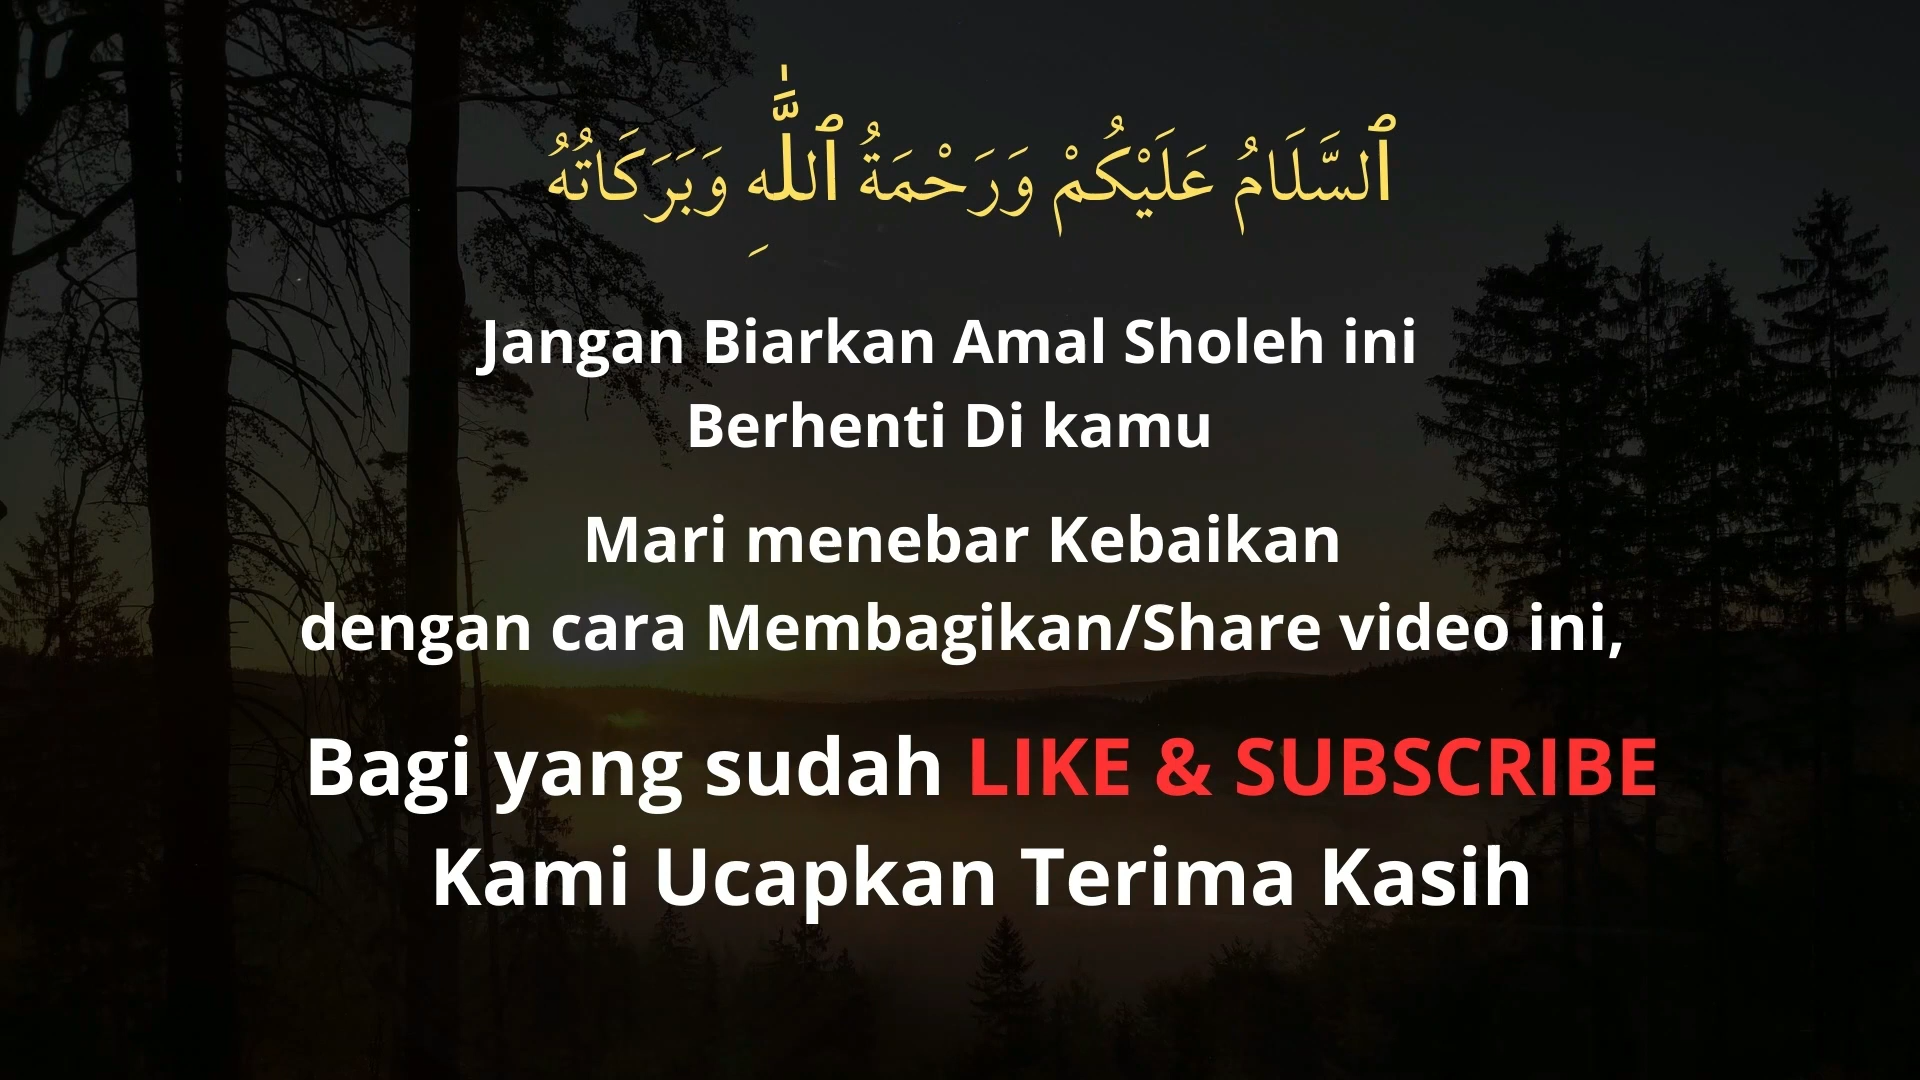 ٱلسَّلَامُ عَلَيْكُمْ وَرَحْمَةُ ٱللَّٰهِ وَبَرَكَاتُهُ
Jangan Biarkan Amal Sholeh ini
Berhenti Di kamu
Mari menebar Kebaikan
dengan cara Membagikan/Share video ini,
Bagi yang sudah LIKE & SUBSCRIBE
Kami Ucapkan Terima Kasih